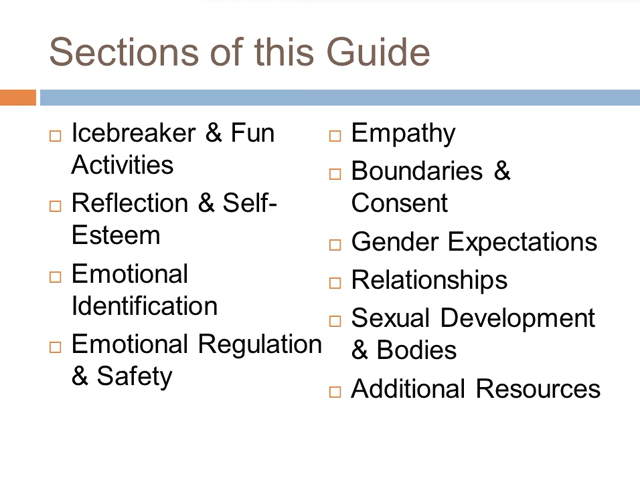 Sections of this Guide
Icebreaker & Fun
Activities
Reflection & Self-
Esteem
Emotional
Identification
Emotional Regulation
& Safety
Empathy
Boundaries &
Consent
Gender Expectations
Relationships
Sexual Development
& Bodies
Additional Resources